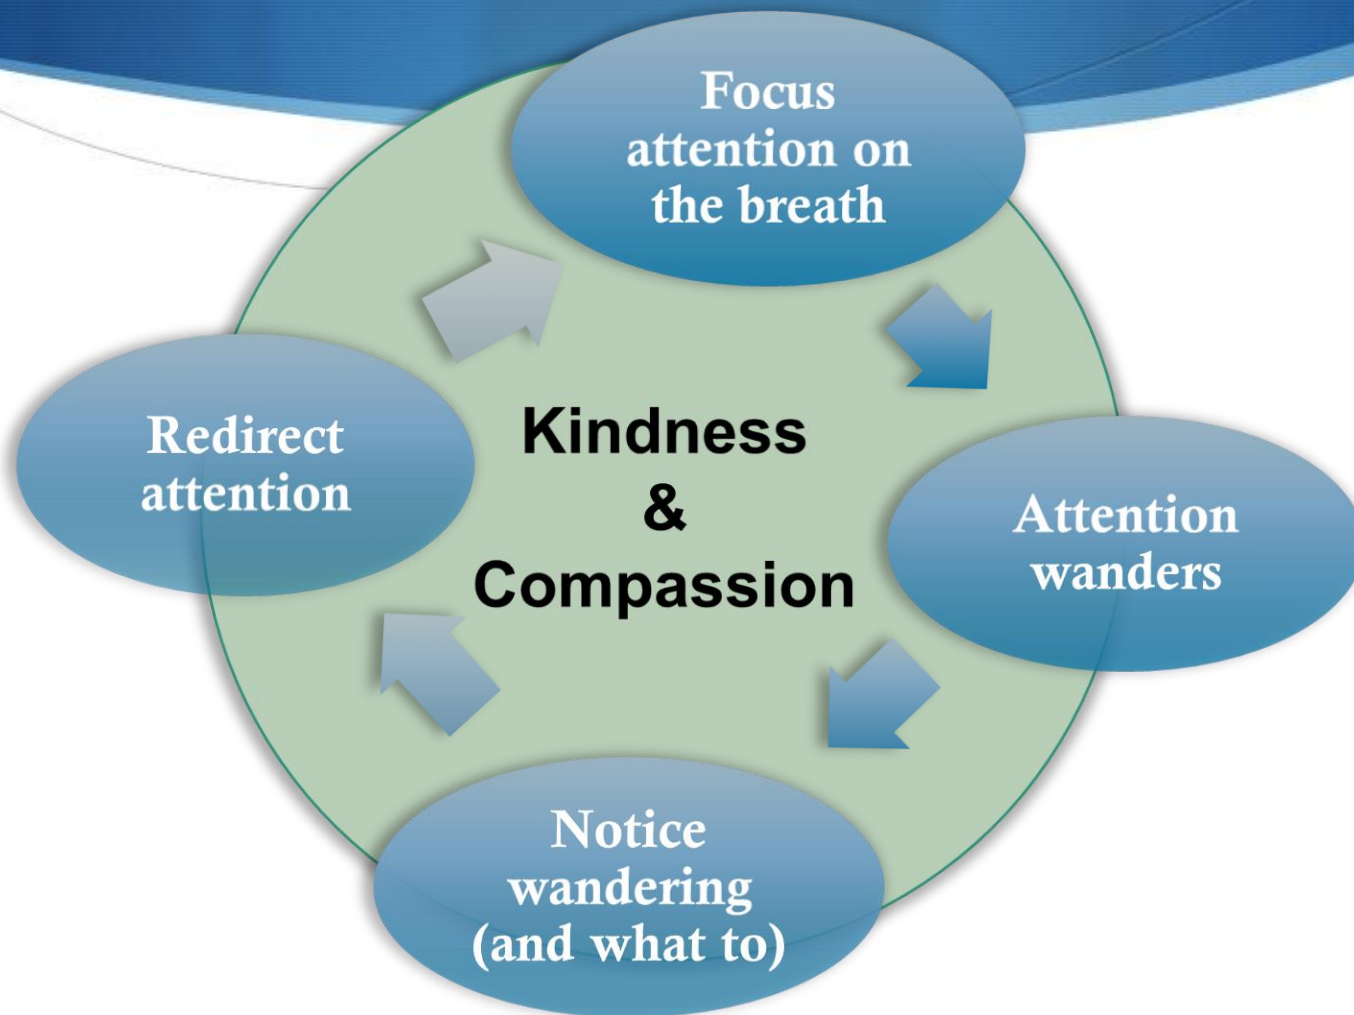 Focus
attention on
the breath
Attention
wanders
Notice
wandering
(and what to)
Redirect
attention
Kindness
&
Compassion